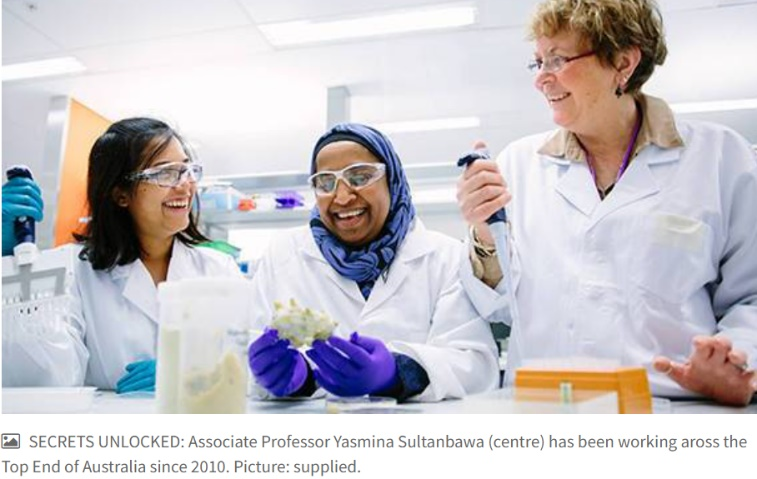 SECRETS UNLOCKED: Associate Professor Yasmina Sultanbawa (centre) has been working aross the
Top End of Australia since 2010. Picture: supplied.